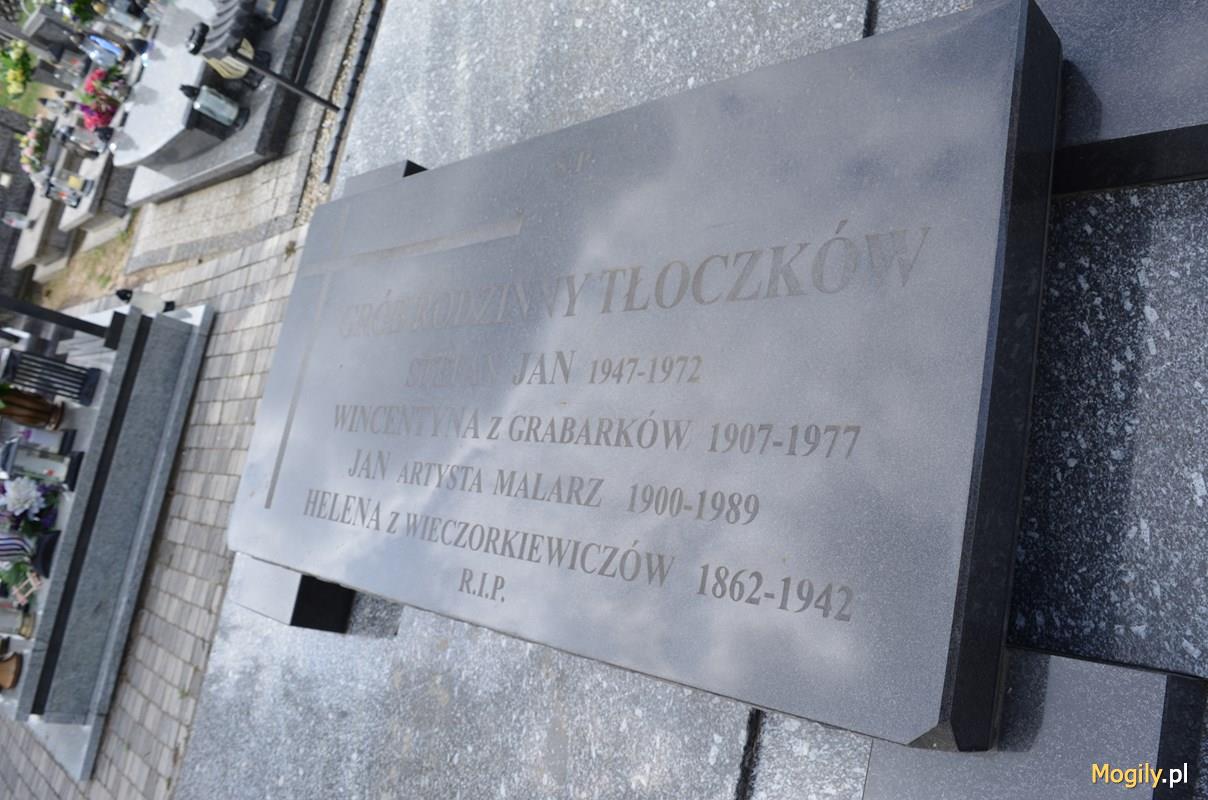 Ś.P.
GRÓB RODZINNY TŁOCZKÓW
STEFAN JAN 1947-1972
WINCENTYNA Z GRABARKÓW 1907-1977
JAN ARTYSTA MALARZ 1900-1989
HELENA Z WIECZORKIEWICZÓW 1862-1942
R.I.P.
Mogily.pl